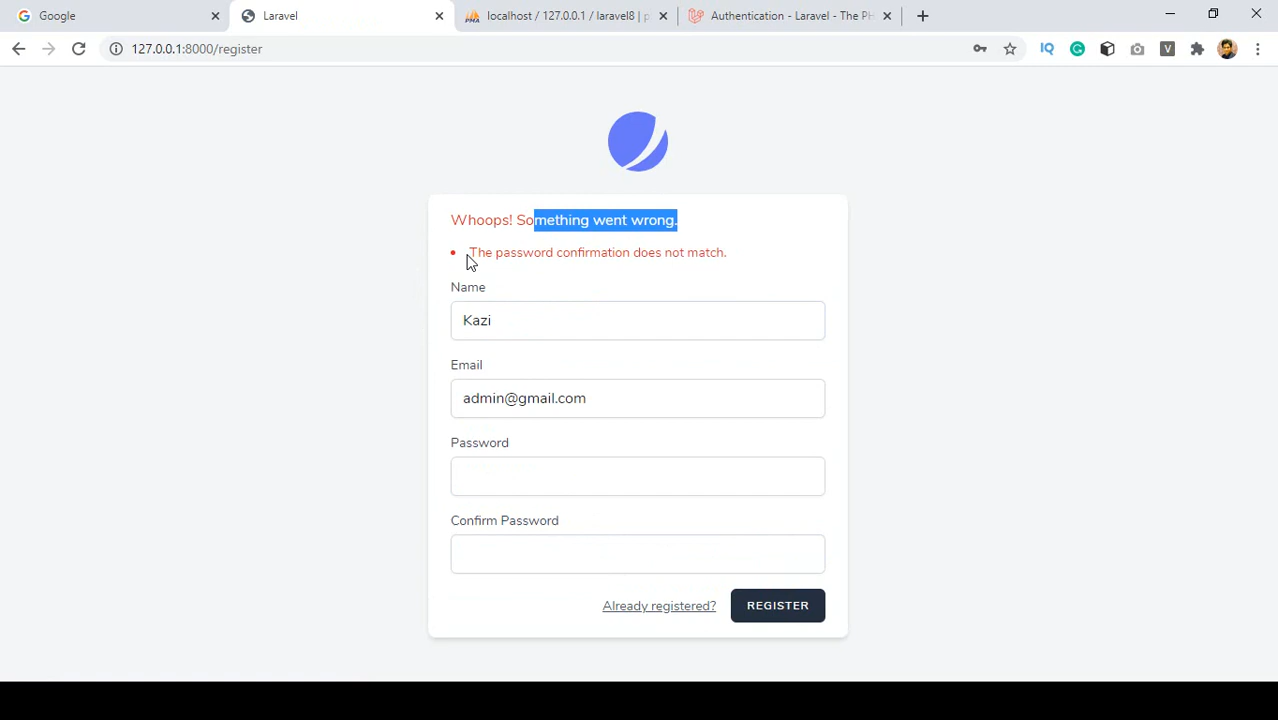 Google
Laravel
localhost / 127.0.0.1 / laravel8 | p
Authentication - Laravel - The PH
127.0.0.1:8000/register
IQ
V
Whoops! Something went wrong.
The password confirmation does not match.
Name
Kazi
Email
admin@gmail.com
Password
Confirm Password
Already registered?
REGISTER